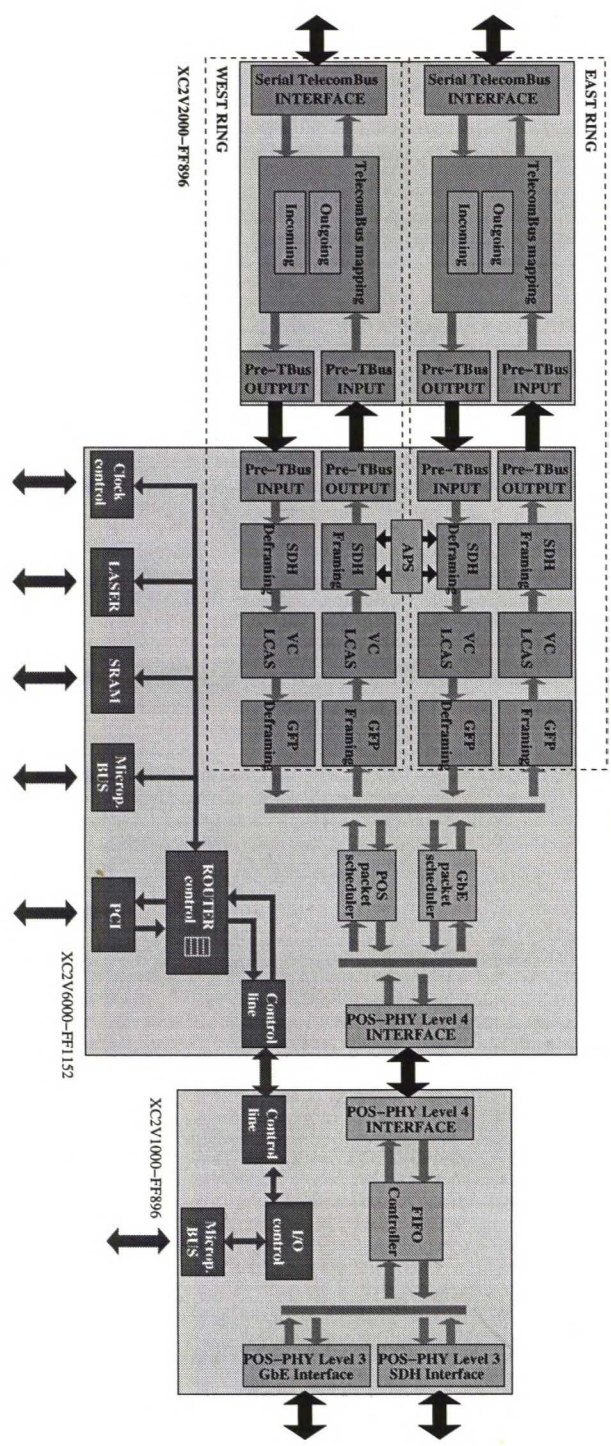 EAST RING
Serial TelecomBus
INTERFACE
TelecomBus mapping
Outgoing
Incoming
Pre-TBus
INPUT
Pre-TBus
OUTPUT
Pre-TBus
OUTPUT
Pre-TBus
INPUT
SDH
Framing
SDH
Deframing
VC
LCAS
VC
LCAS
GFP
Framing
GFP
Deframing
APS
WEST RING
Serial TelecomBus
INTERFACE
TelecomBus mapping
Outgoing
Incoming
Pre-TBus
INPUT
Pre-TBus
OUTPUT
Pre-TBus
OUTPUT
Pre-TBus
INPUT
SDH
Framing
SDH
Deframing
VC
LCAS
VC
LCAS
GFP
Framing
GFP
Deframing
XC2V2000-FF896
GbE
packet
scheduler
POS
packet
scheduler
POS-PHY Level 4
INTERFACE
Clock
control
LASER
SRAM
Microp.
BUS
ROUTER
control
PCI
Control
line
XC2V6000-FF1152
POS-PHY Level 4
INTERFACE
FIFO
Controller
POS-PHY Level 3
SDH Interface
POS-PHY Level 3
GbE Interface
Control
line
I/O
control
Microp.
BUS
XC2V1000-FF896